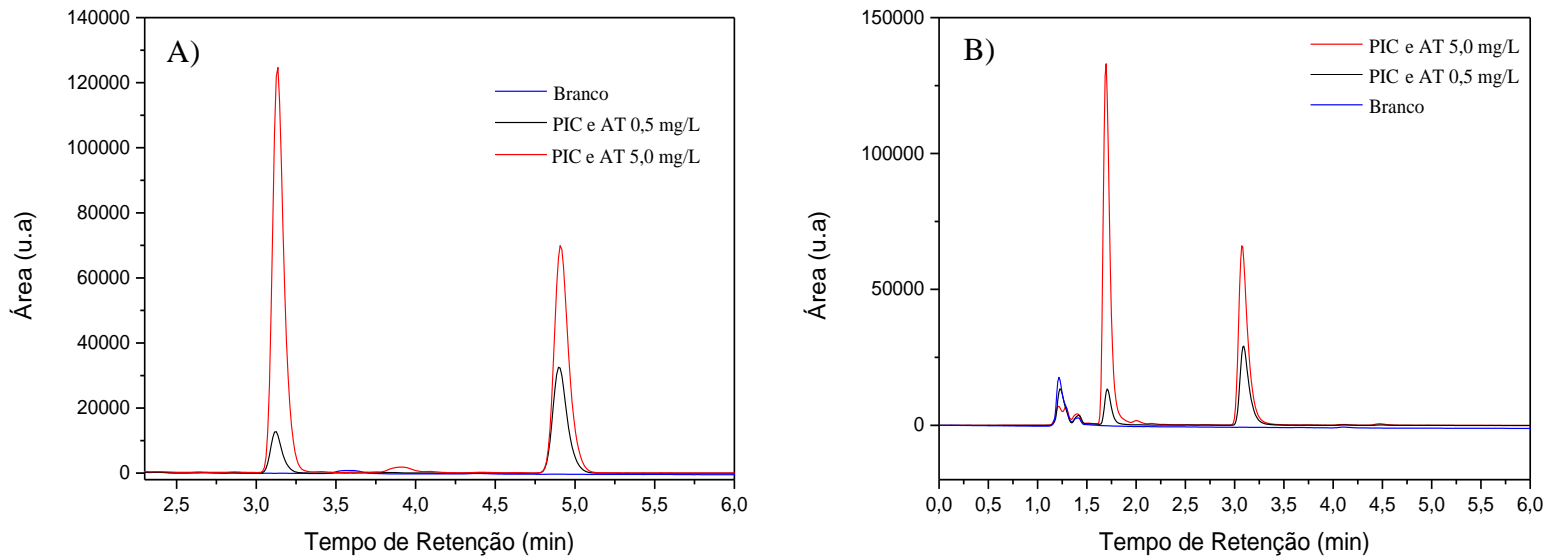 A)
Branco
PIC e AT 0,5 mg/L
PIC e AT 5,0 mg/L
140000
120000
100000
80000
60000
40000
20000
0
Área (u.a)
2,5 3,0 3,5 4,0 4,5 5,0 5,5 6,0
Tempo de Retenção (min)
B)
PIC e AT 5,0 mg/L
PIC e AT 0,5 mg/L
Branco
150000
100000
50000
0
Área (u.a)
0,0 0,5 1,0 1,5 2,0 2,5 3,0 3,5 4,0 4,5 5,0 5,5 6,0
Tempo de Retenção (min)